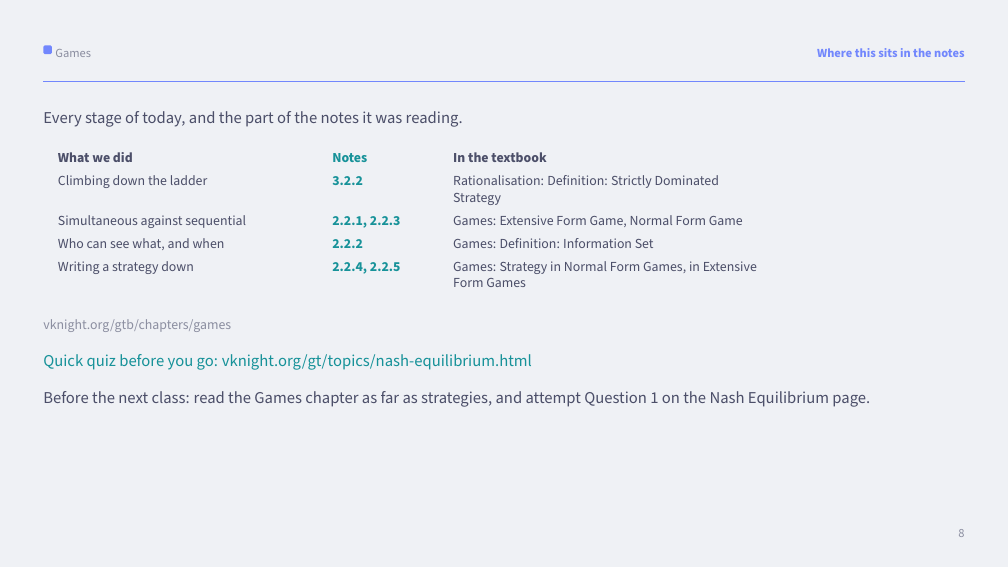 Games
Where this sits in the notes
Every stage of today, and the part of the notes it was reading.
What we did Notes In the textbook
Climbing down the ladder 3.2.2 Rationalisation: Definition: Strictly Dominated
Strategy
Simultaneous against sequential 2.2.1, 2.2.3 Games: Extensive Form Game, Normal Form Game
Who can see what, and when 2.2.2 Games: Definition: Information Set
Writing a strategy down 2.2.4, 2.2.5 Games: Strategy in Normal Form Games, in Extensive
Form Games
vknight.org/gtb/chapters/games
Quick quiz before you go: vknight.org/gt/topics/nash-equilibrium.html
Before the next class: read the Games chapter as far as strategies, and attempt Question 1 on the Nash Equilibrium page.
8